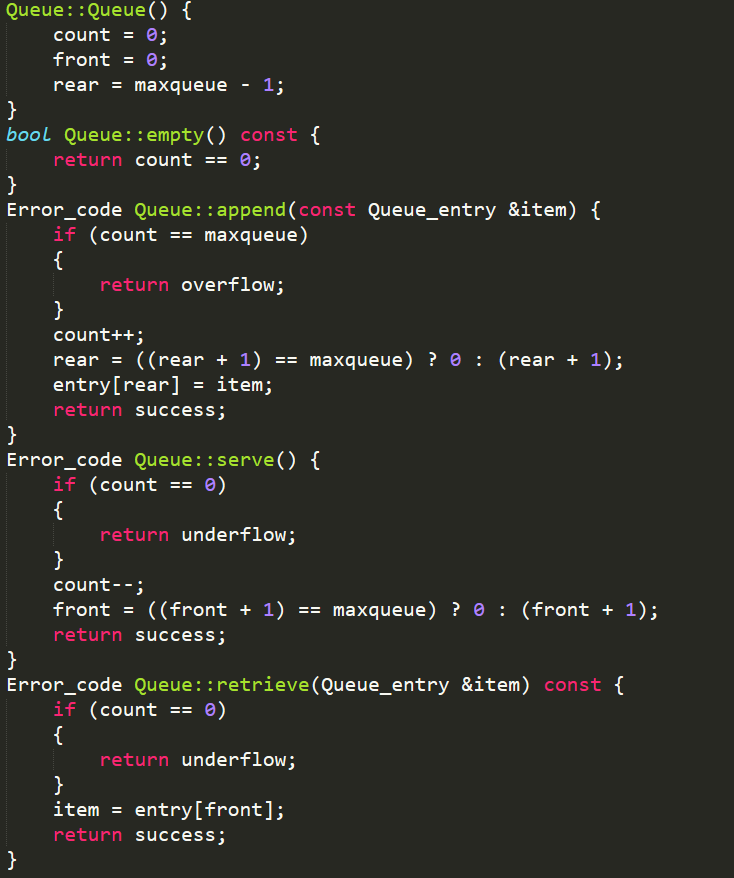 Queue::Queue() {
    count = 0;
    front = 0;
    rear = maxqueue - 1;
}
bool Queue::empty() const {
    return count == 0;
}
Error_code Queue::append(const Queue_entry &item) {
    if (count == maxqueue)
    {
        return overflow;
    }
    count++;
    rear = ((rear + 1) == maxqueue) ? 0 : (rear + 1);
    entry[rear] = item;
    return success;
}
Error_code Queue::serve() {
    if (count == 0)
    {
        return underflow;
    }
    count--;
    front = ((front + 1) == maxqueue) ? 0 : (front + 1);
    return success;
}
Error_code Queue::retrieve(Queue_entry &item) const {
    if (count == 0)
    {
        return underflow;
    }
    item = entry[front];
    return success;
}